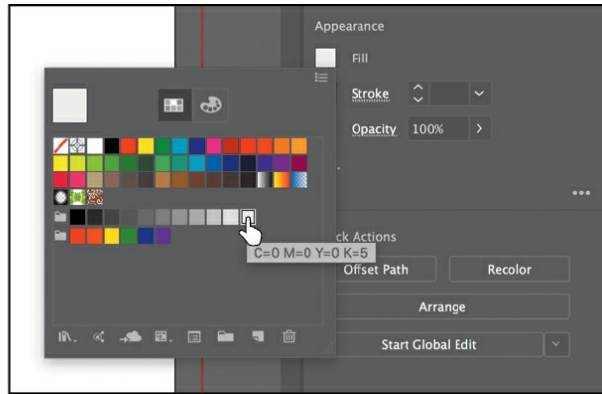 Appearance
Fill
Stroke
Opacity 100%
C=0 M=0 Y=0 K=5
ck Actions
Offset Path Recolor
Arrange
Start Global Edit